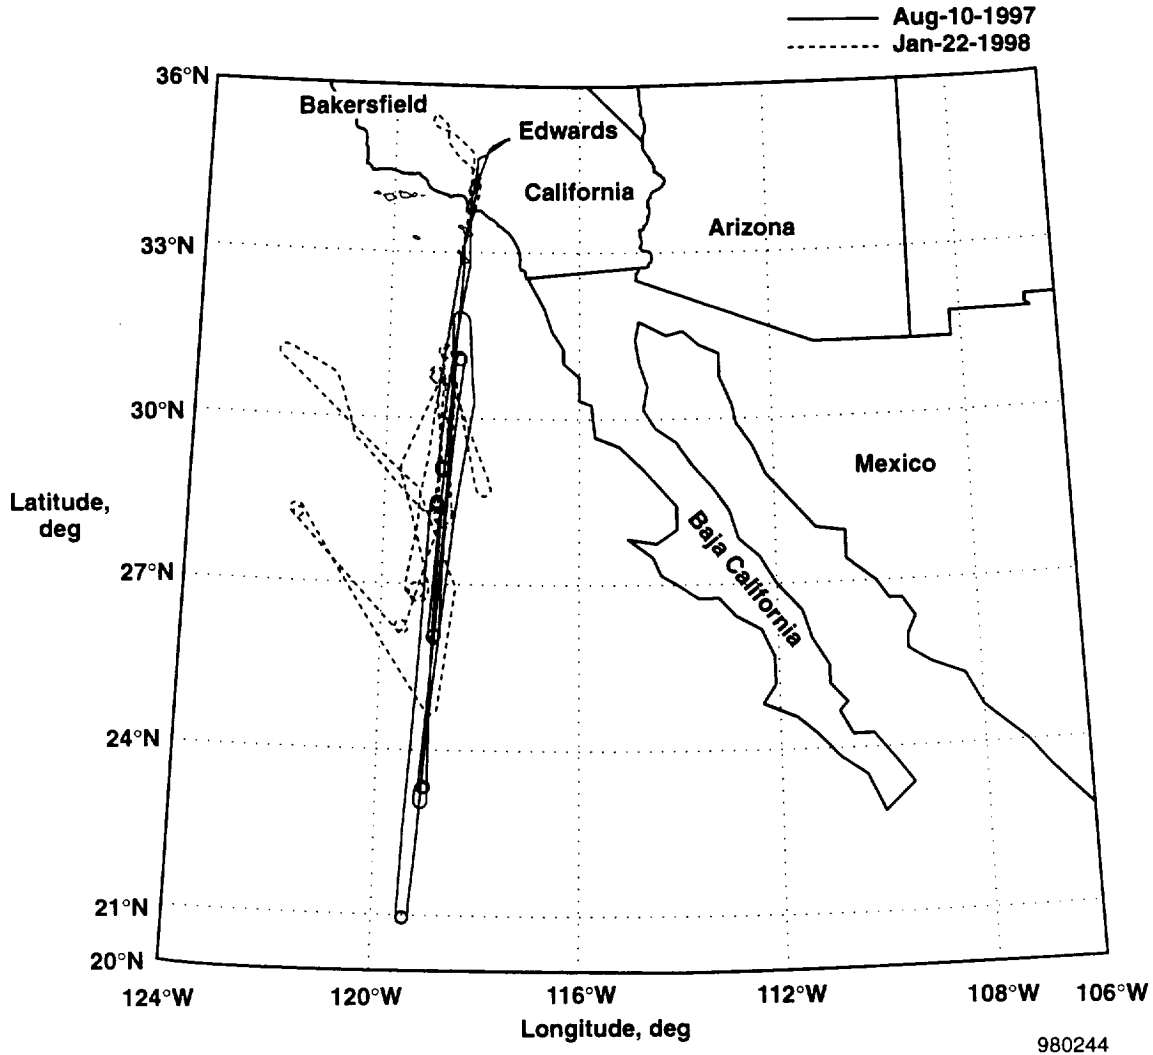 Aug-10-1997
Jan-22-1998
36°N
Bakersfield
Edwards
California
Arizona
33°N
30°N
Mexico
Latitude,
deg
Baja California
27°N
24°N
21°N
20°N
124°W
120°W
116°W
112°W
108°W
106°W
Longitude, deg
980244